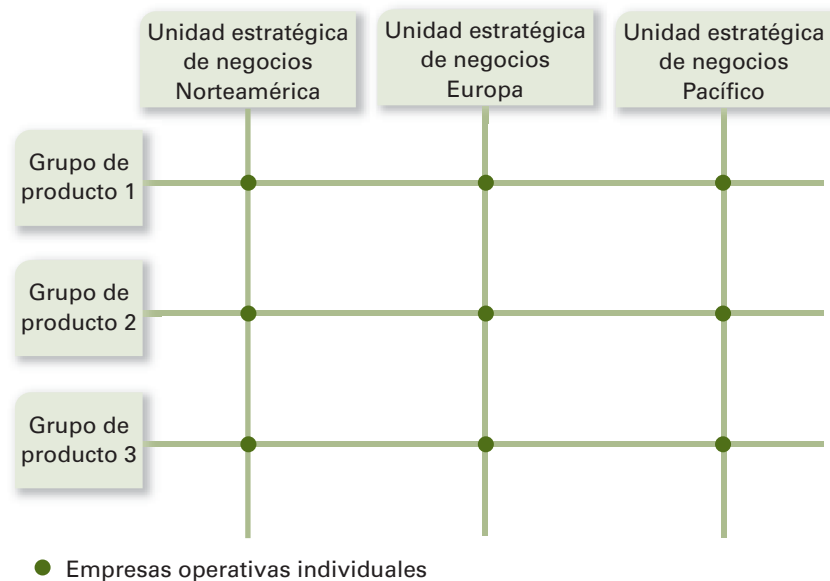 Unidad estratégica
de negocios
Norteamérica
Unidad estratégica
de negocios
Europa
Unidad estratégica
de negocios
Pacífico
Grupo de
producto 1
Grupo de
producto 2
Grupo de
producto 3
Empresas operativas individuales